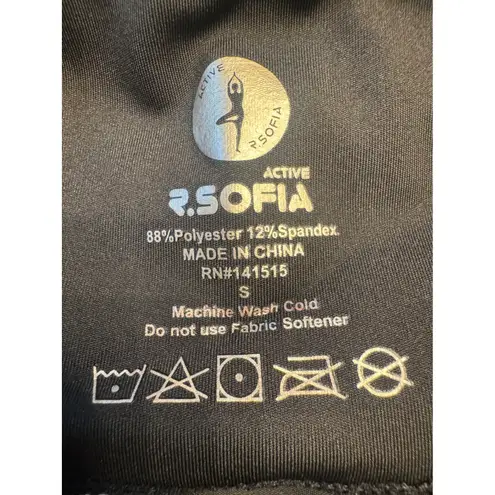 ACTIVE
R.SOFIA
ACTIVE
R.SOFIA
88%Polyester 12%Spandex
MADE IN CHINA
RN#141515
S
Machine Wash Cold
Do not use Fabric Softener